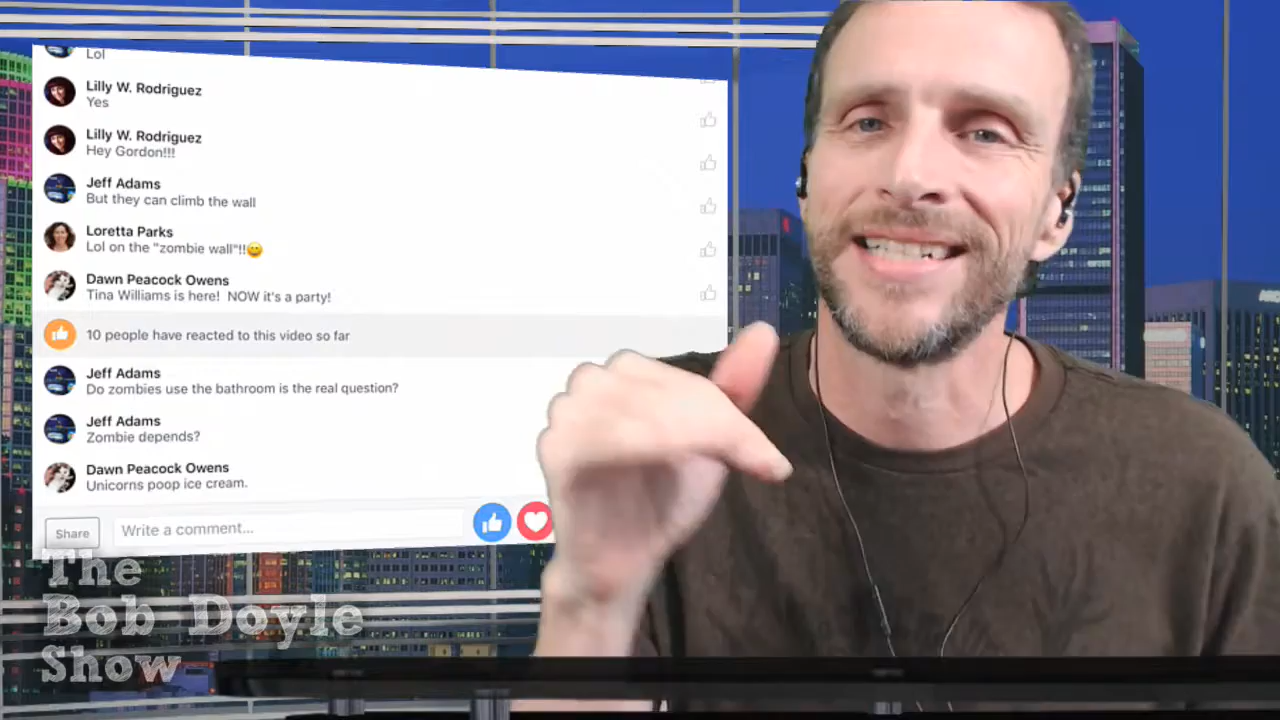 Lol
Lilly W. Rodriguez
Yes
Lilly W. Rodriguez
Hey Gordon!!!
Jeff Adams
But they can climb the wall
Loretta Parks
Lol on the "zombie wall"!!😀
Dawn Peacock Owens
Tina Williams is here! NOW it's a party!
10 people have reacted to this video so far
Jeff Adams
Do zombies use the bathroom is the real question?
Jeff Adams
Zombie depends?
Dawn Peacock Owens
Unicorns poop ice cream.
Share
Write a comment...
The
Bob Doyle
Show